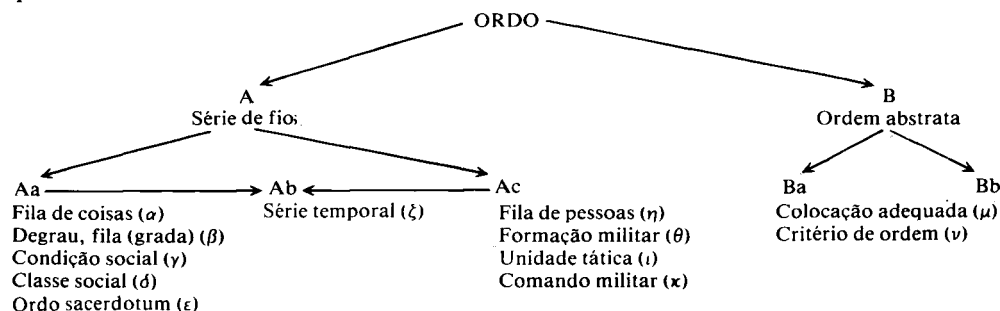 ORDO
A
Série de fios
B
Ordem abstrata
Aa
Ab
Ac
Ba
Bb
Fila de coisas (α)
Degrau, fila (grada) (β)
Condição social (γ)
Classe social (δ)
Ordo sacerdotum (ε)
Série temporal (ζ)
Fila de pessoas (η)
Formação militar (θ)
Unidade tática (ι)
Comando militar (ϰ)
Colocação adequada (μ)
Critério de ordem (ν)